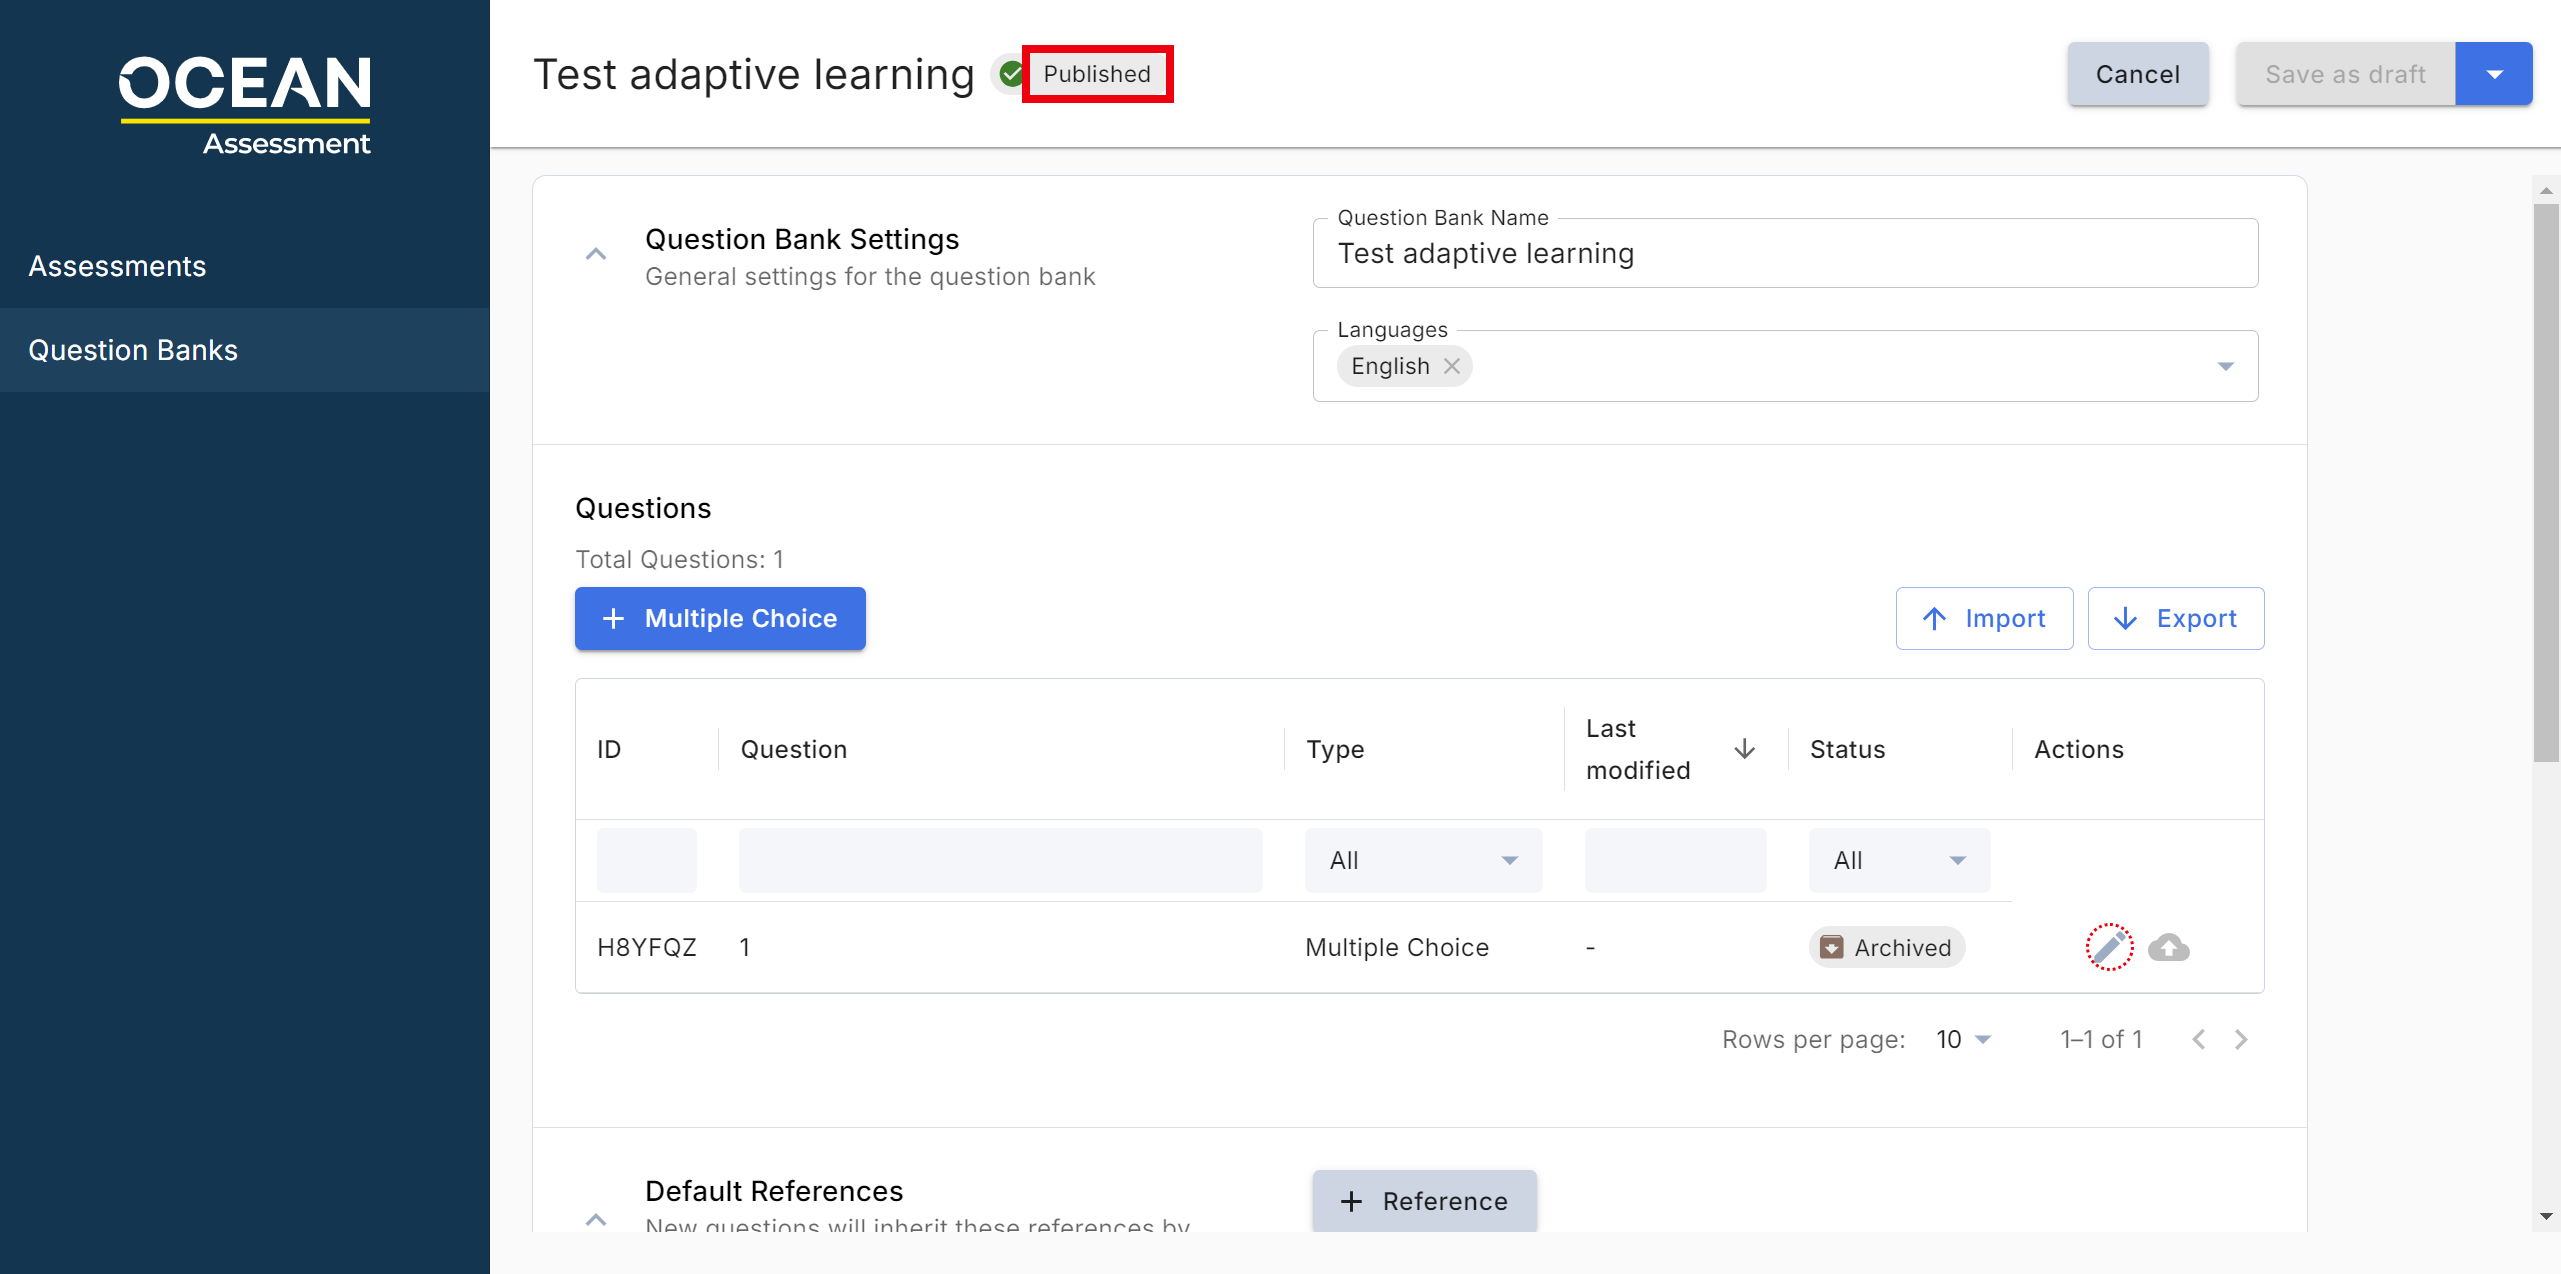 OCEAN
Assessment
Assessments
Question Banks
Test adaptive learning
Published
Cancel
Save as draft
Question Bank Settings
General settings for the question bank
Question Bank Name
Test adaptive learning
Languages
English
Questions
Total Questions: 1
+ Multiple Choice
Import
Export
ID
Question
Type
Last modified
Status
Actions
All
All
H8YFQZ
1
Multiple Choice
-
Archived
Rows per page:
10
1–1 of 1
Default References
New questions will inherit these references by
+ Reference